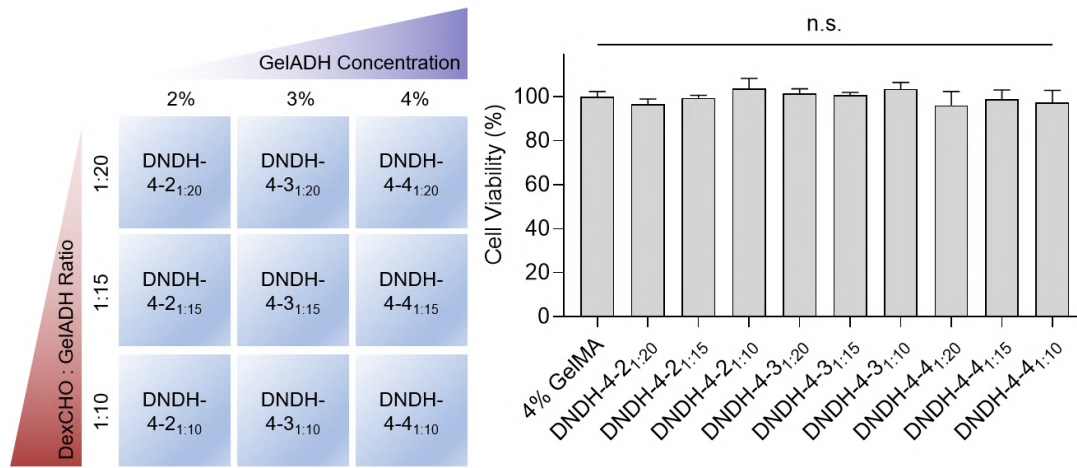 GelADH Concentration
2% 3% 4%
DexCHO : GelADH Ratio
1:20
DNDH-
4-2₁:₂₀
DNDH-
4-3₁:₂₀
DNDH-
4-4₁:₂₀
1:15
DNDH-
4-2₁:₁₅
DNDH-
4-3₁:₁₅
DNDH-
4-4₁:₁₅
1:10
DNDH-
4-2₁:₁₀
DNDH-
4-3₁:₁₀
DNDH-
4-4₁:₁₀
n.s.
Cell Viability (%)
100
80
60
40
20
0
4% GelMA
DNDH-4-2₁:₂₀
DNDH-4-2₁:₁₅
DNDH-4-2₁:₁₀
DNDH-4-3₁:₂₀
DNDH-4-3₁:₁₅
DNDH-4-3₁:₁₀
DNDH-4-4₁:₂₀
DNDH-4-4₁:₁₅
DNDH-4-4₁:₁₀